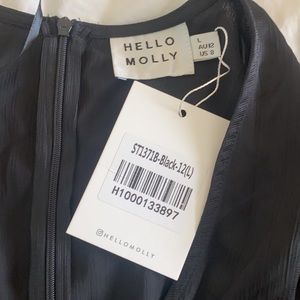 HELLO
MOLLY
L
AU12
US 8
ST1371B-Black-12(L)
H1000133897
@HELLOMOLLY